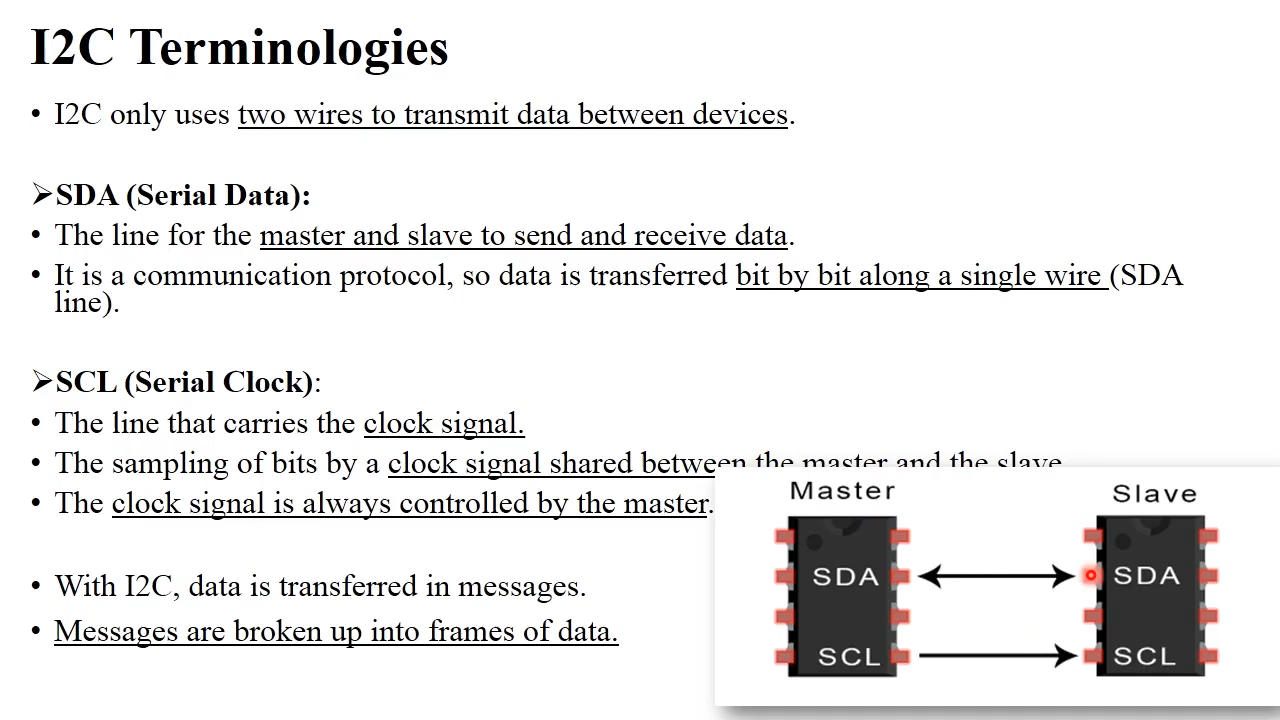 I2C Terminologies
• I2C only uses two wires to transmit data between devices.
➢SDA (Serial Data):
• The line for the master and slave to send and receive data.
• It is a communication protocol, so data is transferred bit by bit along a single wire (SDA
line).
➢SCL (Serial Clock):
• The line that carries the clock signal.
• The sampling of bits by a clock signal shared between the master and the slave
• The clock signal is always controlled by the master.
• With I2C, data is transferred in messages.
• Messages are broken up into frames of data.
Master
Slave
SDA
SDA
SCL
SCL